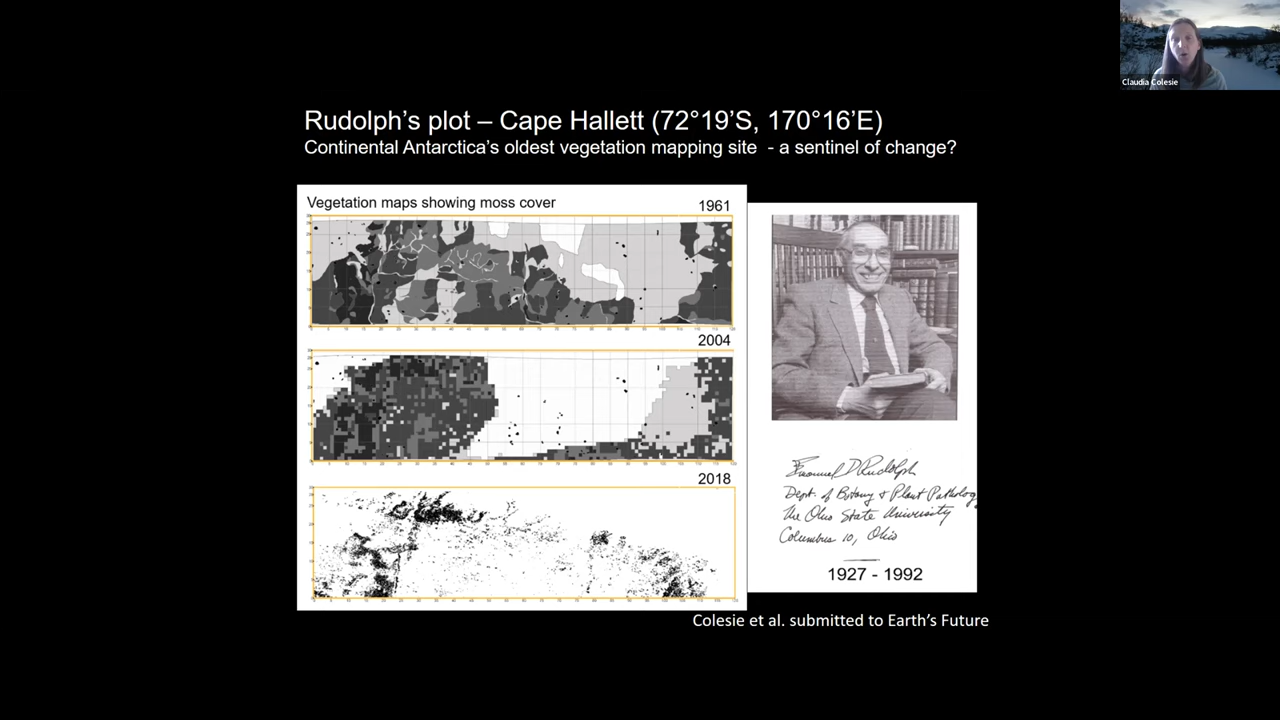 Claudia Colesie
Rudolph's plot – Cape Hallett (72°19'S, 170°16'E)
Continental Antarctica's oldest vegetation mapping site - a sentinel of change?
Vegetation maps showing moss cover
1961
2004
2018
Emanuel D Rudolph
Dept. of Botany & Plant Pathology
The Ohio State University
Columbus 10, Ohio
1927 - 1992
Colesie et al. submitted to Earth's Future